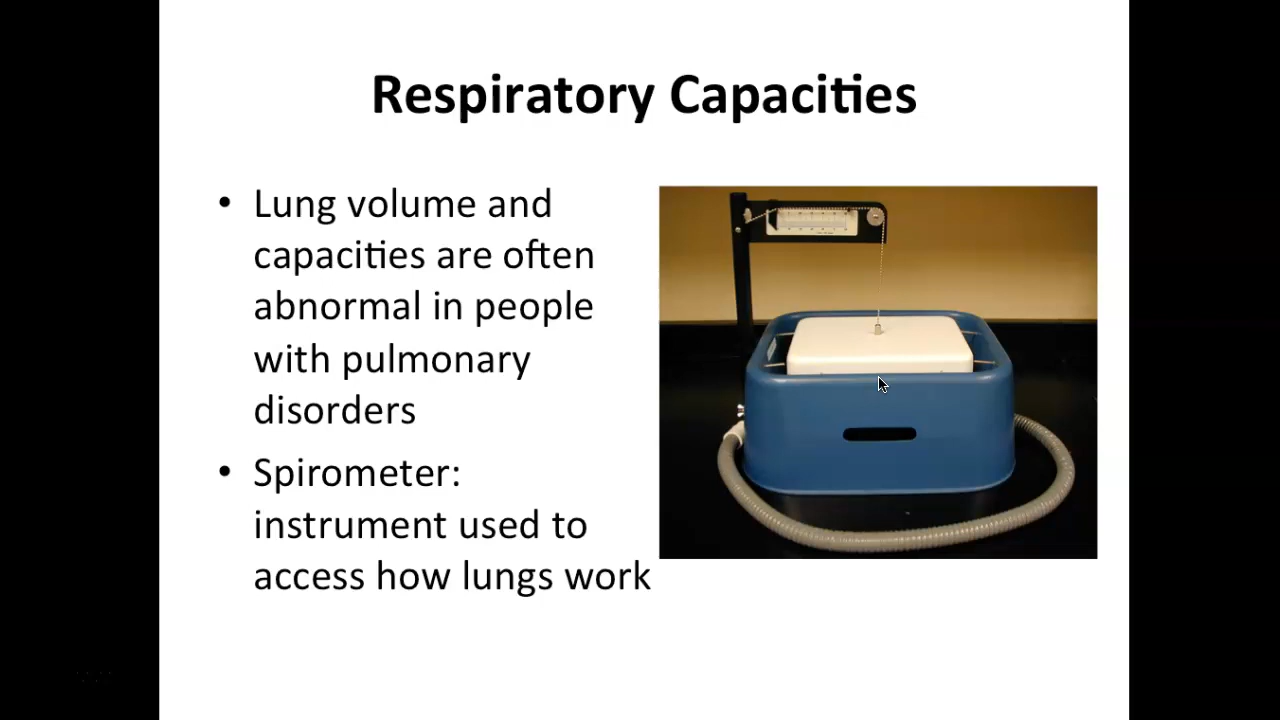 Respiratory Capacities
• Lung volume and
capacities are often
abnormal in people
with pulmonary
disorders
• Spirometer:
instrument used to
access how lungs work